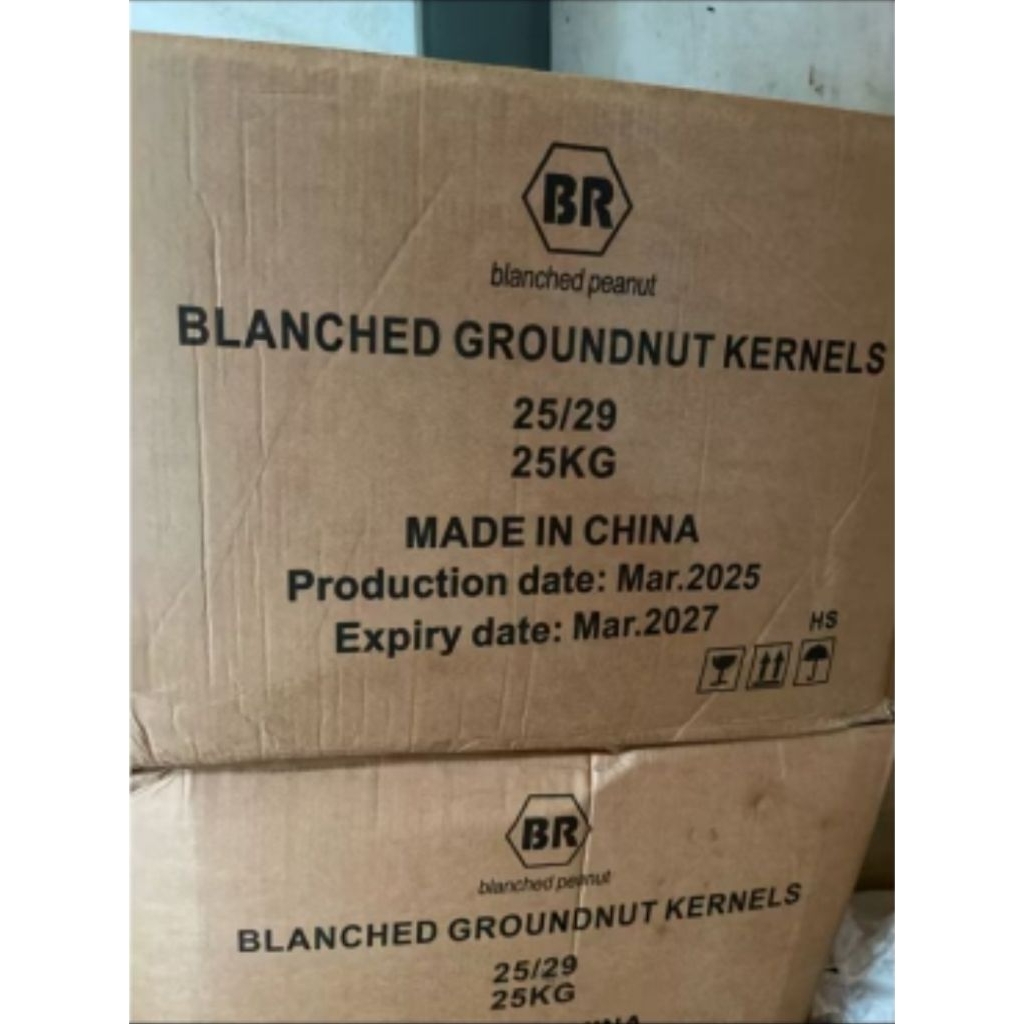 BR
blanched peanut
BLANCHED GROUNDNUT KERNELS
25/29
25KG
MADE IN CHINA
Production date: Mar.2025
Expiry date: Mar.2027
HS
BR
blanched peanut
BLANCHED GROUNDNUT KERNELS
25/29
25KG